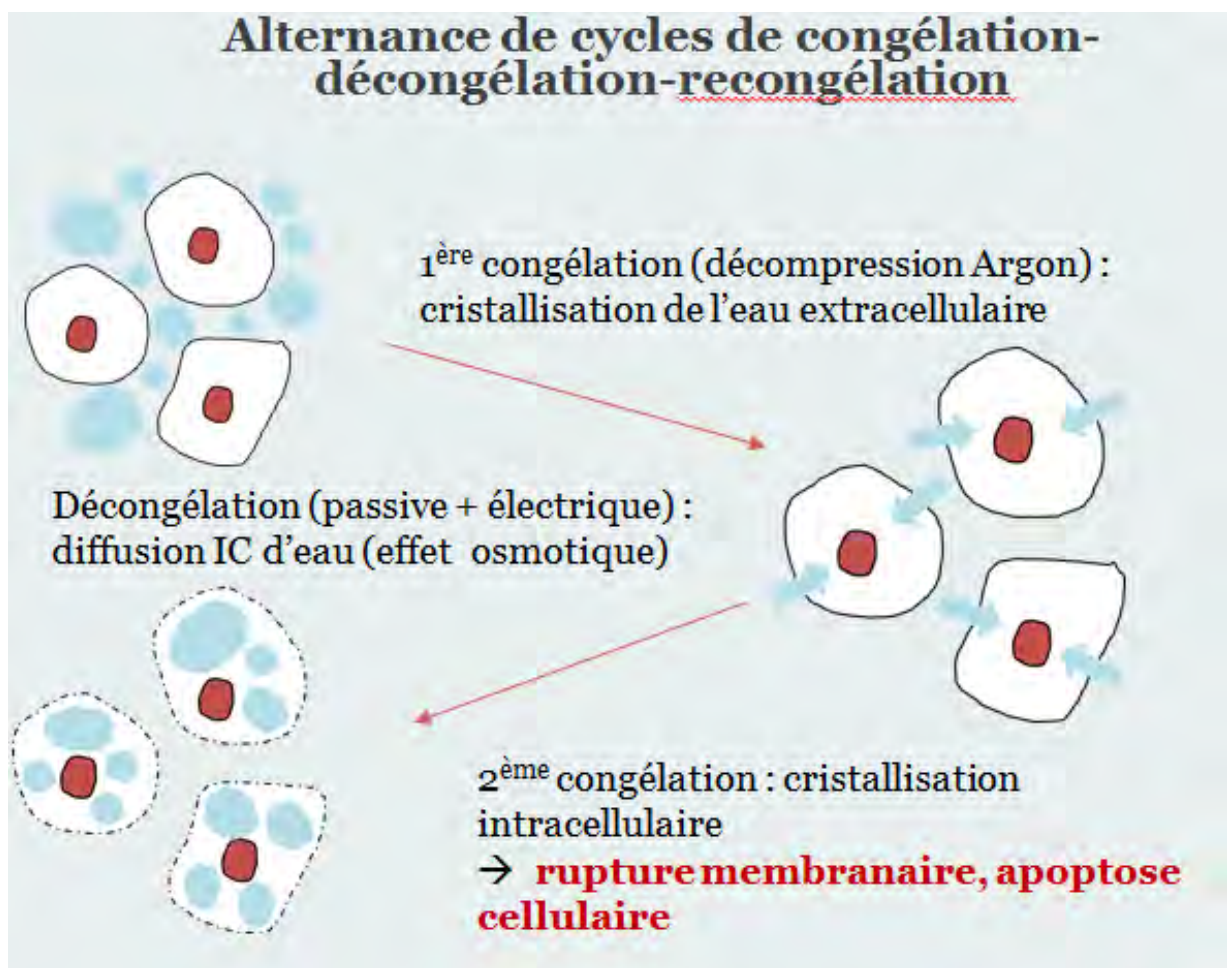 Alternance de cycles de congélation-
décongélation-recongélation
1ère congélation (décompression Argon) :
cristallisation de l'eau extracellulaire
Décongélation (passive + électrique) :
diffusion IC d'eau (effet osmotique)
2ème congélation : cristallisation
intracellulaire
→ rupture membranaire, apoptose
cellulaire